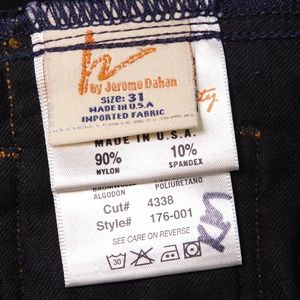 by Jerome Dahan
Size: 31
MADE IN U.S.A
IMPORTED FABRIC
MADE IN U.S.A.
90% 10%
NYLON SPANDEX
ALGODON POLIURETANO
Cut# 4338
Style# 176-001
SEE CARE ON REVERSE
30